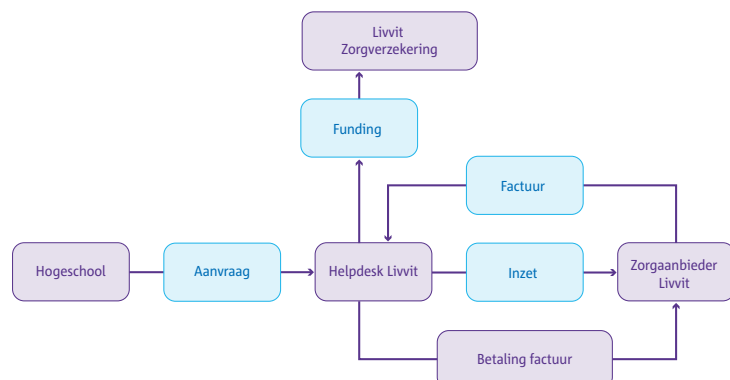 Livvit
Zorgverzekering
Funding
Factuur
Hogeschool
Aanvraag
Helpdesk Livvit
Inzet
Zorgaanbieder
Livvit
Betaling factuur